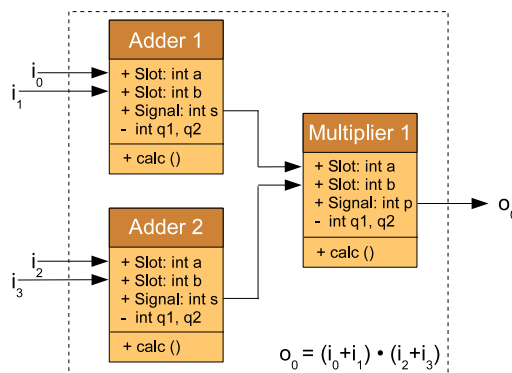 Adder 1
i₀
i₁
+ Slot: int a
+ Slot: int b
+ Signal: int s
- int q1, q2
+ calc ()
Multiplier 1
+ Slot: int a
+ Slot: int b
+ Signal: int p
- int q1, q2
+ calc ()
o₀
Adder 2
i₂
i₃
+ Slot: int a
+ Slot: int b
+ Signal: int s
- int q1, q2
+ calc ()
o₀ = (i₀+i₁) • (i₂+i₃)